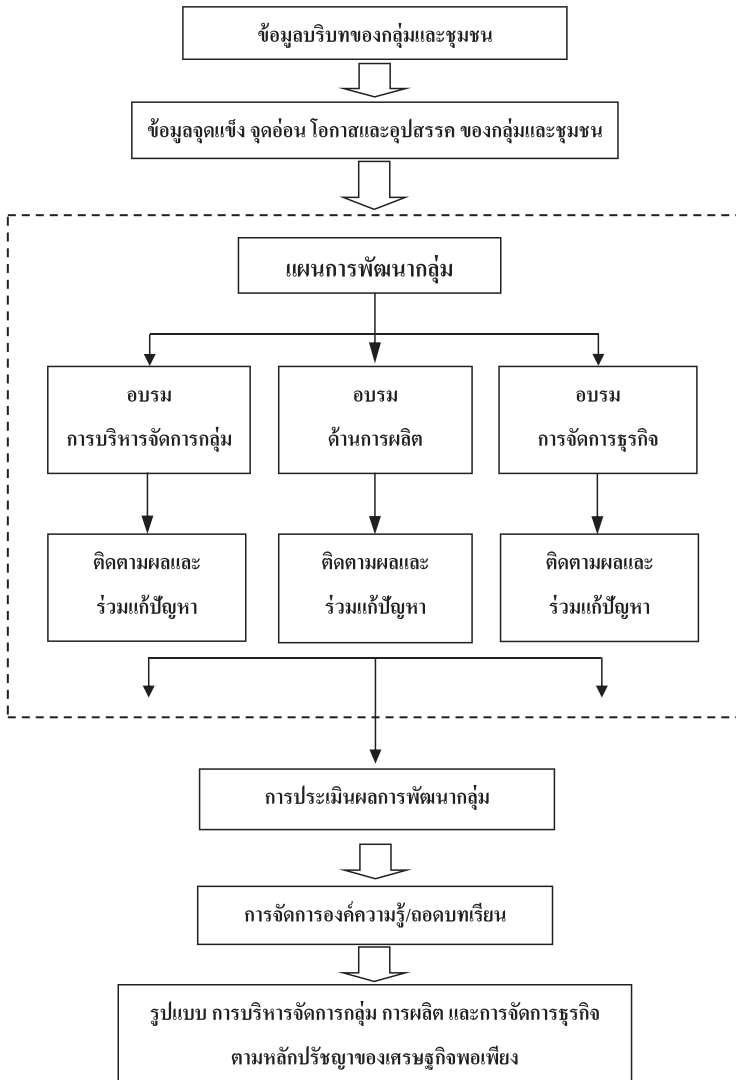 ข้อมูลบริบทของกลุ่มและชุมชน
ข้อมูลจุดแข็ง จุดอ่อน โอกาสและอุปสรรค ของกลุ่มและชุมชน
แผนการพัฒนากลุ่ม
อบรม
การบริหารจัดการกลุ่ม
อบรม
ด้านการผลิต
อบรม
การจัดการธุรกิจ
ติดตามผลและ
ร่วมแก้ปัญหา
ติดตามผลและ
ร่วมแก้ปัญหา
ติดตามผลและ
ร่วมแก้ปัญหา
การประเมินผลการพัฒนากลุ่ม
การจัดการองค์ความรู้/ถอดบทเรียน
รูปแบบ การบริหารจัดการกลุ่ม การผลิต และการจัดการธุรกิจ
ตามหลักปรัชญาของเศรษฐกิจพอเพียง